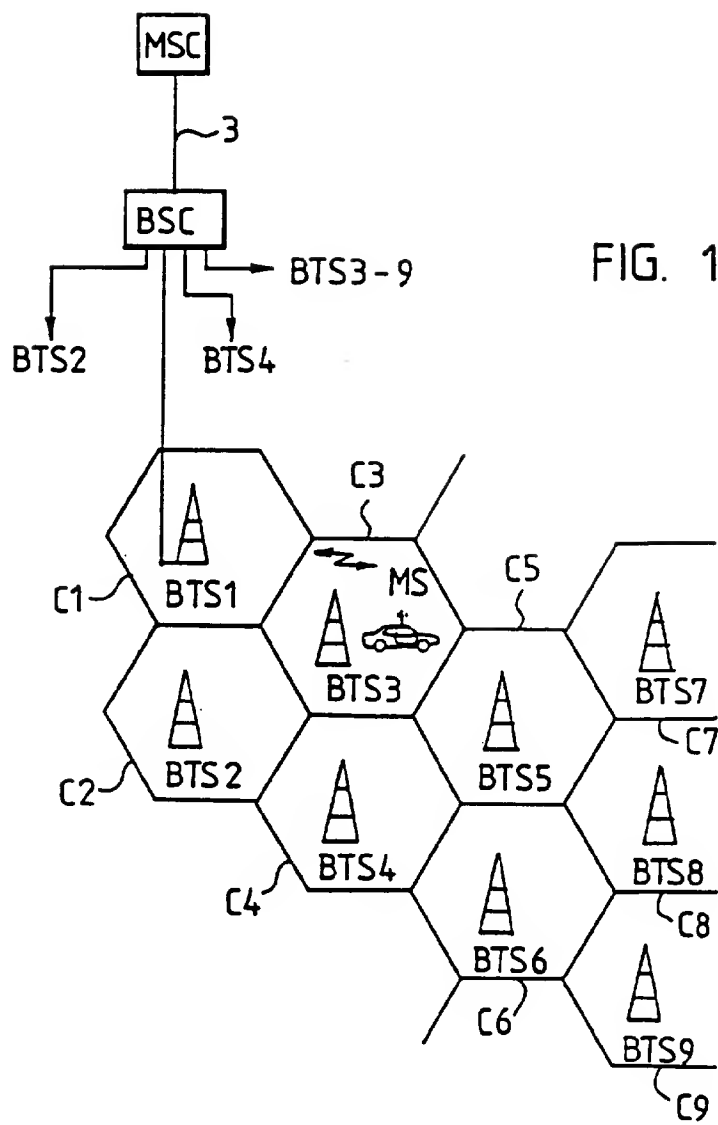 MSC
3
BSC
BTS3-9
FIG. 1
BTS2
BTS4
C3
MS
C5
C1
BTS1
BTS3
BTS7
C7
C2
BTS2
BTS5
BTS4
BTS8
C4
C8
BTS6
C6
BTS9
C9